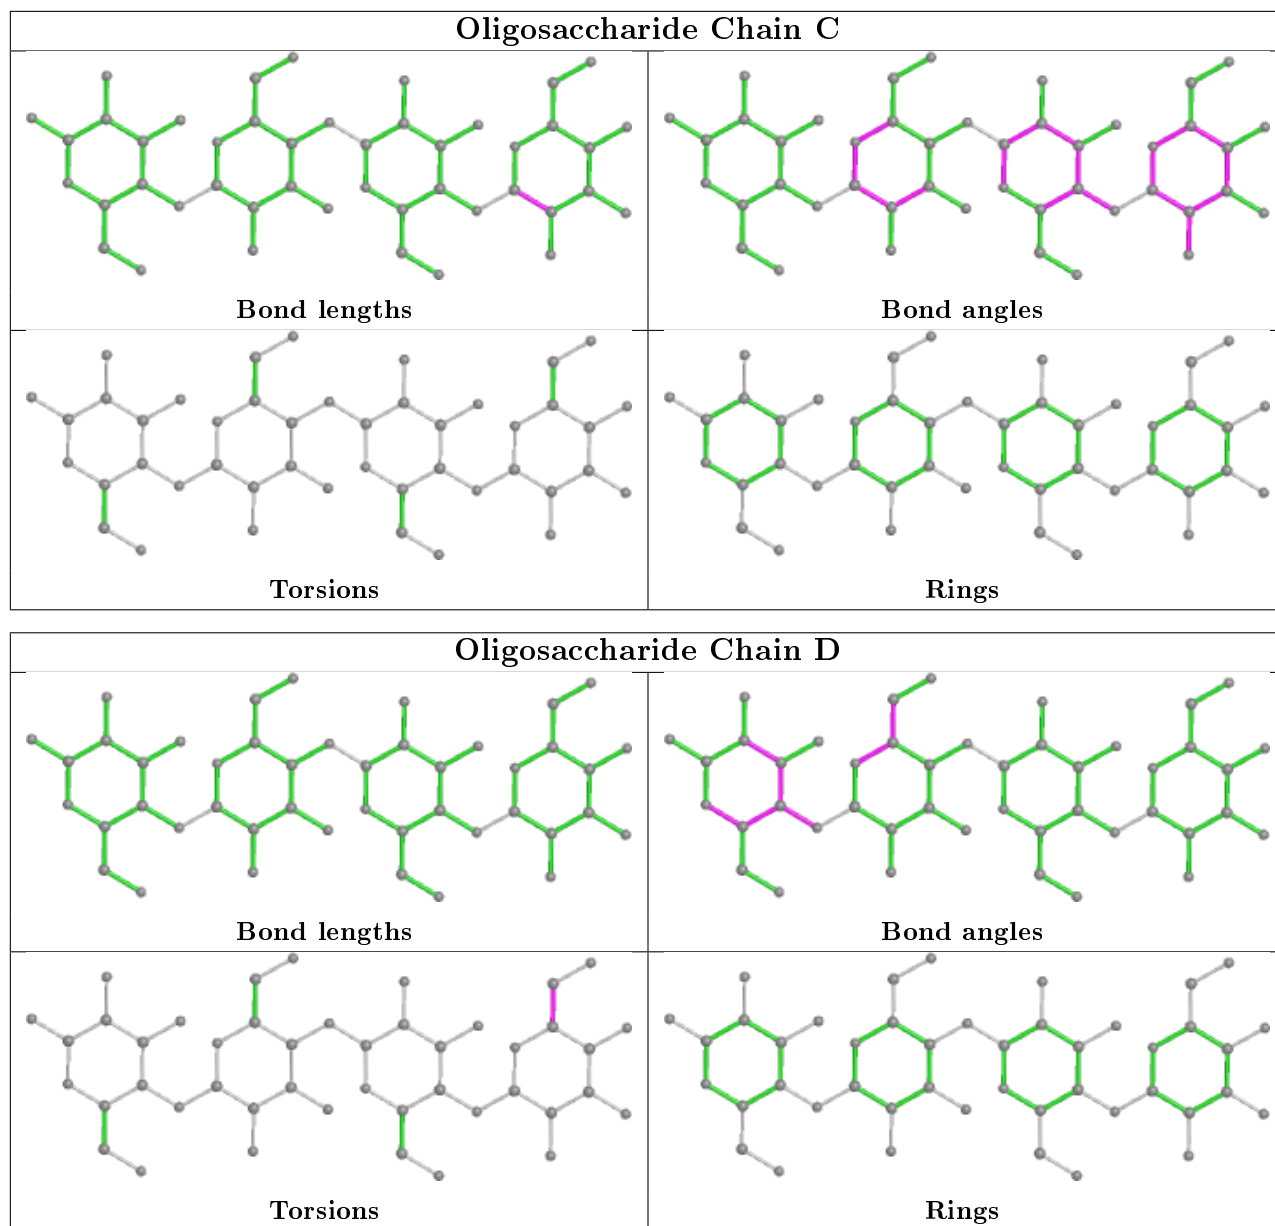 Oligosaccharide Chain C
Bond lengths
Bond angles
Torsions
Rings
Oligosaccharide Chain D
Bond lengths
Bond angles
Torsions
Rings